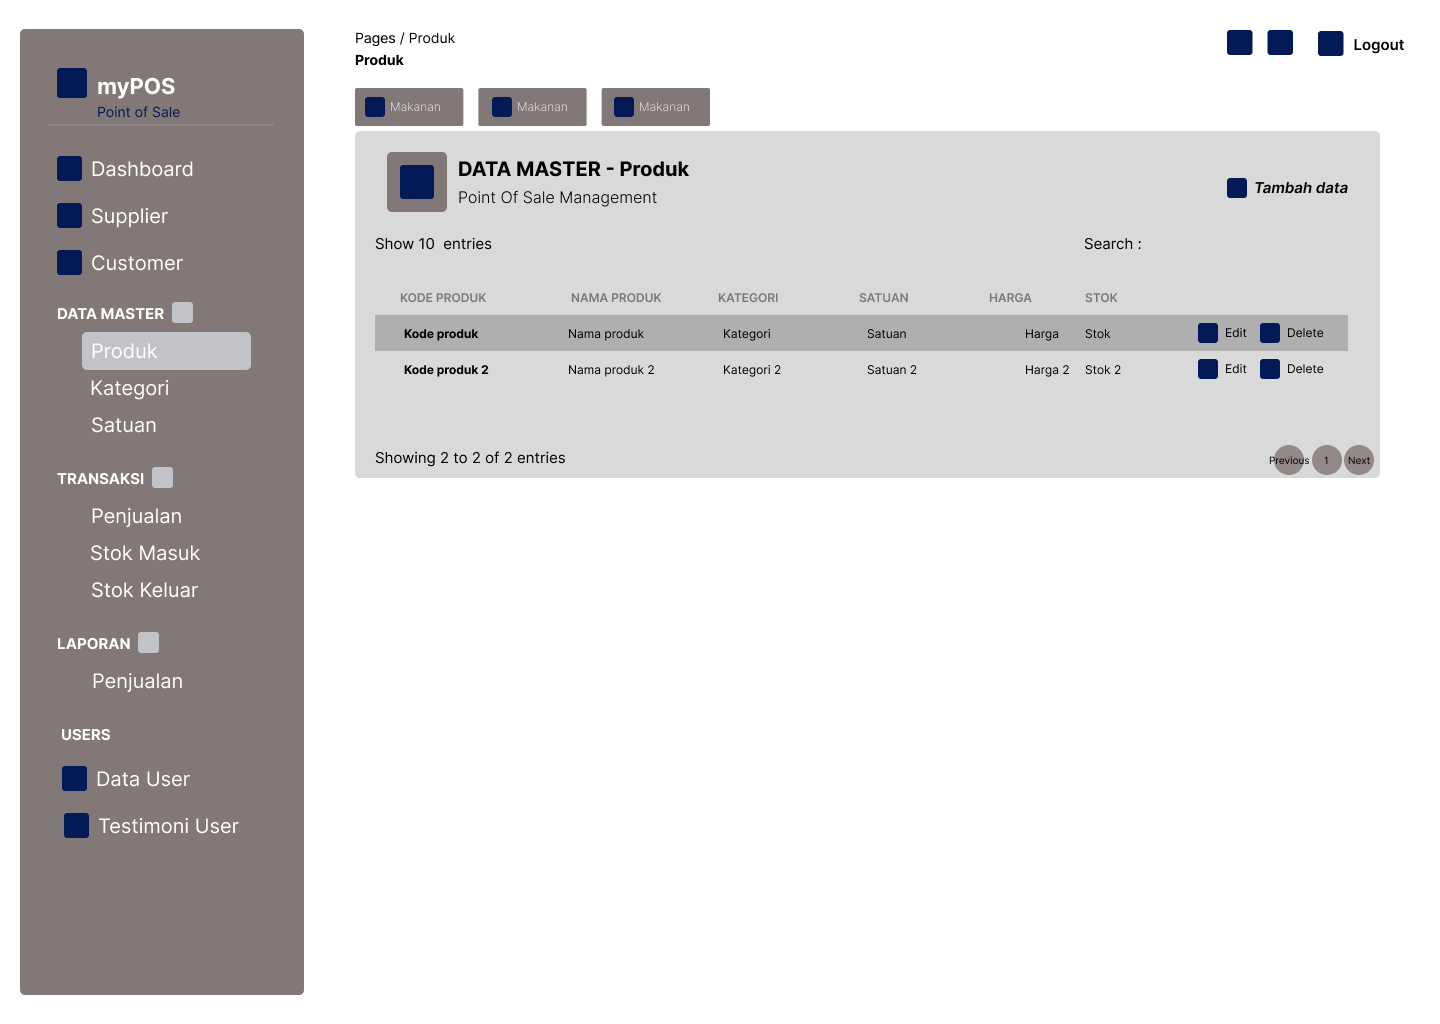 myPOS
Point of Sale
Dashboard
Supplier
Customer
DATA MASTER
Produk
Kategori
Satuan
TRANSAKSI
Penjualan
Stok Masuk
Stok Keluar
LAPORAN
Penjualan
USERS
Data User
Testimoni User
Pages / Produk
Produk
Logout
Makanan Makanan Makanan
DATA MASTER - Produk
Point Of Sale Management
Tambah data
Show 10 entries Search :
KODE PRODUK NAMA PRODUK KATEGORI SATUAN HARGA STOK
Kode produk Nama produk Kategori Satuan Harga Stok Edit Delete
Kode produk 2 Nama produk 2 Kategori 2 Satuan 2 Harga 2 Stok 2 Edit Delete
Showing 2 to 2 of 2 entries Previous 1 Next